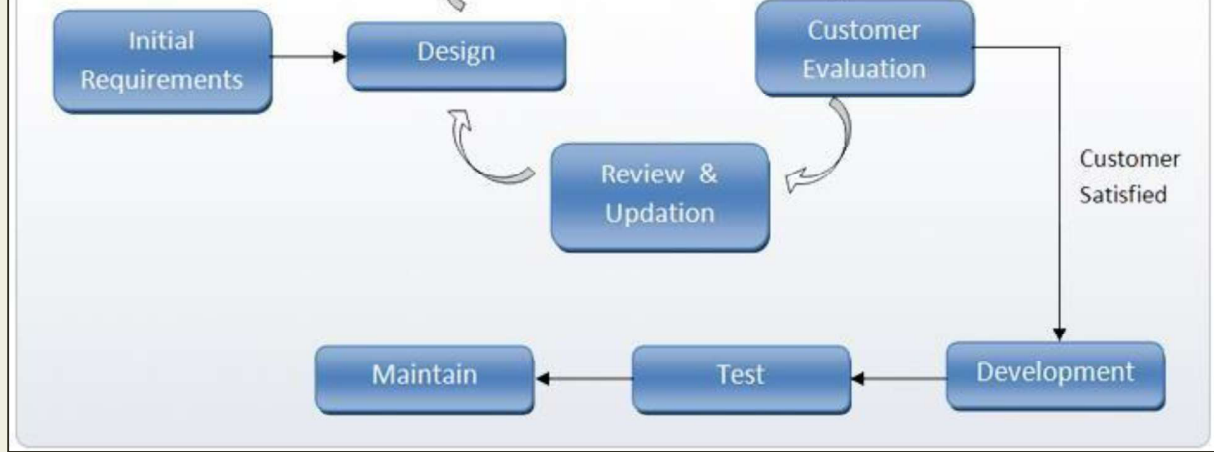 Initial
Requirements
Design
Customer
Evaluation
Review &
Updation
Customer
Satisfied
Maintain
Test
Development